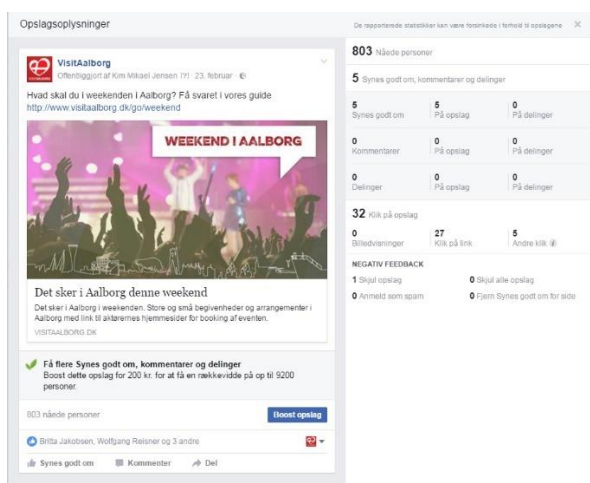 Opslagsoplysninger
De rapporterede statistikker kan være forsinkede i forhold til opslagene
VisitAalborg
Offentliggjort af Kim Mikael Jensen [?] · 23. februar ·
Hvad skal du i weekenden i Aalborg? Få svaret i vores guide
http://www.visitaalborg.dk/go/weekend
WEEKEND I AALBORG
Det sker i Aalborg denne weekend
Det sker i Aalborg i weekenden. Store og små begivenheder og arrangementer i
Aalborg med link til aktørernes hjemmesider for booking af eventen.
VISITAALBORG.DK
Få flere Synes godt om, kommentarer og delinger
Boost dette opslag for 200 kr. for at få en rækkevidde på op til 9200
personer.
803 nåede personer
Boost opslag
Britta Jakobsen, Wolfgang Reisner og 3 andre
Synes godt om Kommenter Del
803 Nåede personer
5 Synes godt om, kommentarer og delinger
5 5 0
Synes godt om På opslag På delinger
0 0 0
Kommentarer På opslag På delinger
0 0 0
Delinger På opslag På delinger
32 Klik på opslag
0 27 5
Billedvisninger Klik på link Andre klik
NEGATIV FEEDBACK
1 Skjul opslag 0 Skjul alle opslag
0 Anmeld som spam 0 Fjern Synes godt om for side